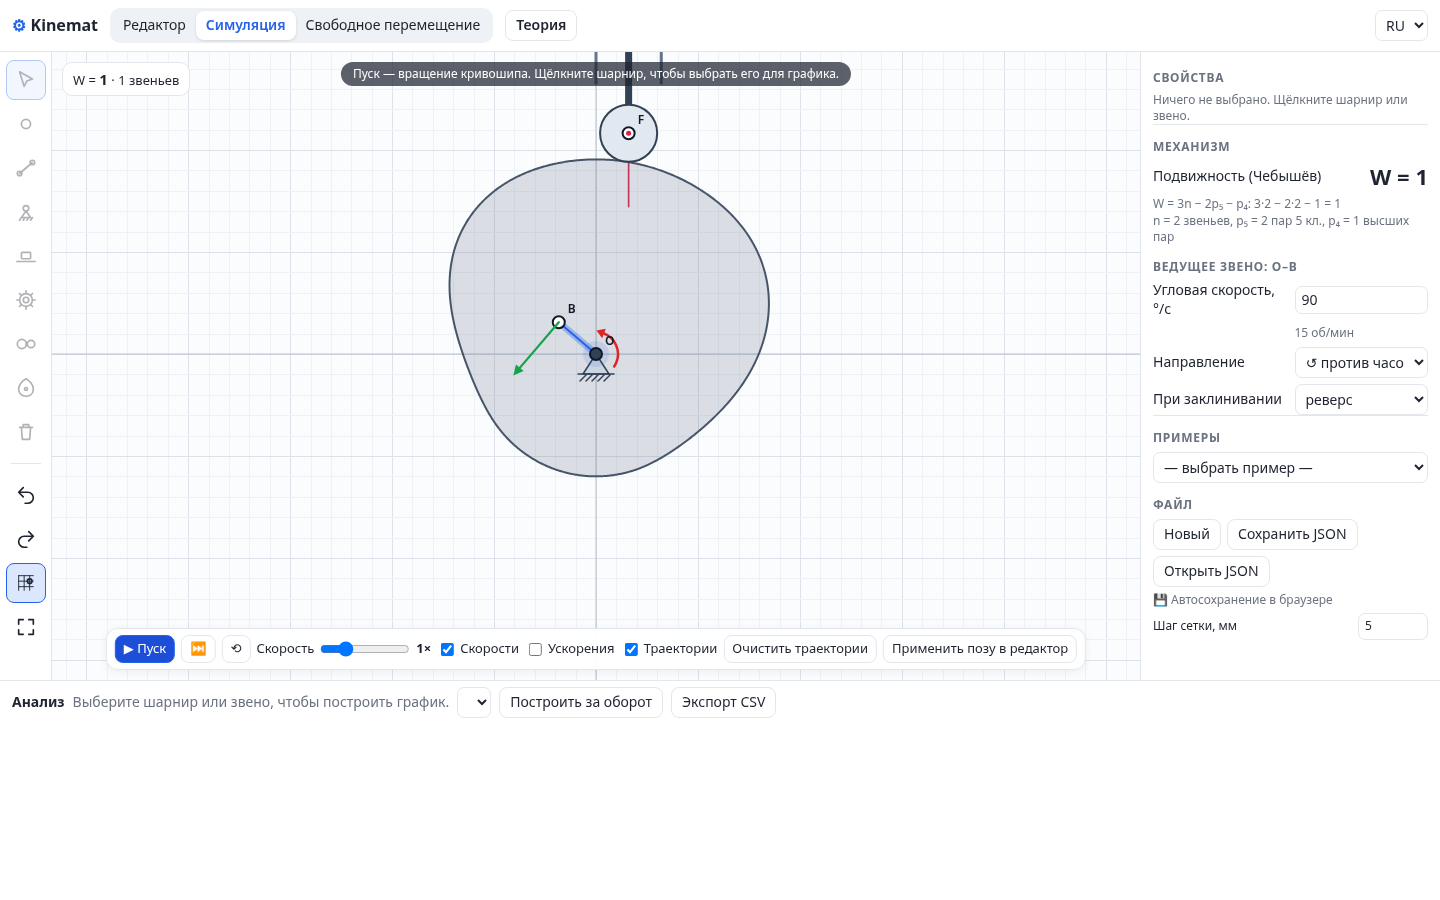 ⚙ Kinemat
Редактор
Симуляция
Свободное перемещение
Теория
RU
W = 1 · 1 звеньев
Пуск — вращение кривошипа. Щёлкните шарнир, чтобы выбрать его для графика.
F
B
O
СВОЙСТВА
Ничего не выбрано. Щёлкните шарнир или
звено.
МЕХАНИЗМ
Подвижность (Чебышёв) W = 1
W = 3n − 2p₅ − p₄: 3·2 − 2·2 − 1 = 1
n = 2 звеньев, p₅ = 2 пар 5 кл., p₄ = 1 высших
пар
ВЕДУЩЕЕ ЗВЕНО: O–B
Угловая скорость,
°/с
90
15 об/мин
Направление ↺ против часо
При заклинивании реверс
ПРИМЕРЫ
— выбрать пример —
ФАЙЛ
Новый Сохранить JSON
Открыть JSON
💾 Автосохранение в браузере
Шаг сетки, мм 5
▶ Пуск ⏩ ⟲ Скорость 1× Скорости Ускорения Траектории Очистить траектории Применить позу в редактор
Анализ Выберите шарнир или звено, чтобы построить график. Построить за оборот Экспорт CSV